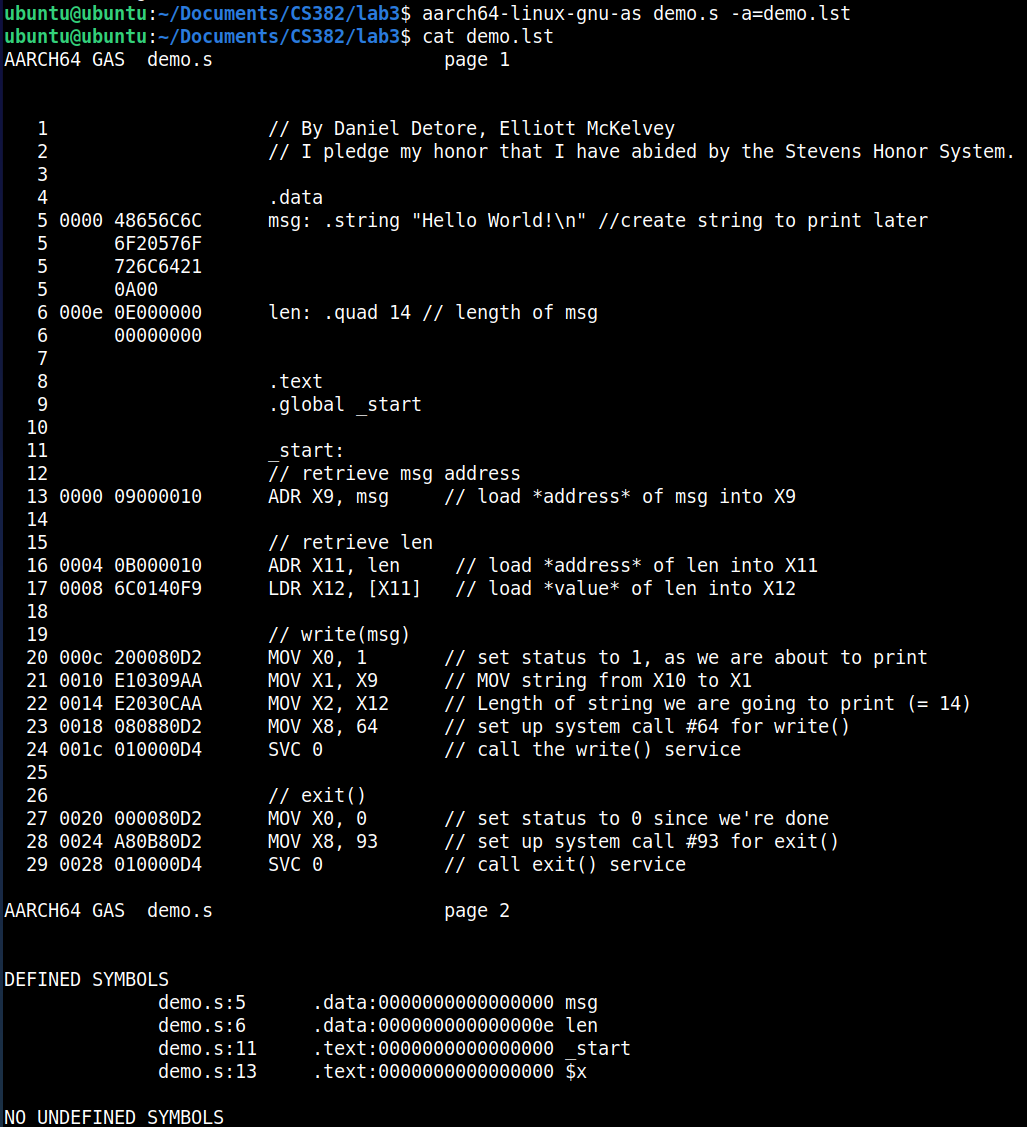 ubuntu@ubuntu:~/Documents/CS382/lab3$ aarch64-linux-gnu-as demo.s -a=demo.lst
ubuntu@ubuntu:~/Documents/CS382/lab3$ cat demo.lst
AARCH64 GAS  demo.s                     page 1
   1                    // By Daniel Detore, Elliott McKelvey
   2                    // I pledge my honor that I have abided by the Stevens Honor System.
   3
   4                    .data
   5 0000 48656C6C      msg: .string "Hello World!\n" //create string to print later
   5      6F20576F
   5      726C6421
   5      0A00
   6 000e 0E000000      len: .quad 14 // length of msg
   6      00000000
   7
   8                    .text
   9                    .global _start
  10
  11                    _start:
  12                    // retrieve msg address
  13 0000 09000010      ADR X9, msg     // load *address* of msg into X9
  14
  15                    // retrieve len
  16 0004 0B000010      ADR X11, len     // load *address* of len into X11
  17 0008 6C0140F9      LDR X12, [X11]   // load *value* of len into X12
  18
  19                    // write(msg)
  20 000c 200080D2      MOV X0, 1       // set status to 1, as we are about to print
  21 0010 E10309AA      MOV X1, X9      // MOV string from X10 to X1
  22 0014 E2030CAA      MOV X2, X12     // Length of string we are going to print (= 14)
  23 0018 080880D2      MOV X8, 64      // set up system call #64 for write()
  24 001c 010000D4      SVC 0           // call the write() service
  25
  26                    // exit()
  27 0020 000080D2      MOV X0, 0       // set status to 0 since we're done
  28 0024 A80B80D2      MOV X8, 93      // set up system call #93 for exit()
  29 0028 010000D4      SVC 0           // call exit() service
AARCH64 GAS  demo.s                     page 2
DEFINED SYMBOLS
              demo.s:5      .data:0000000000000000 msg
              demo.s:6      .data:000000000000000e len
              demo.s:11     .text:0000000000000000 _start
              demo.s:13     .text:0000000000000000 $x
NO UNDEFINED SYMBOLS